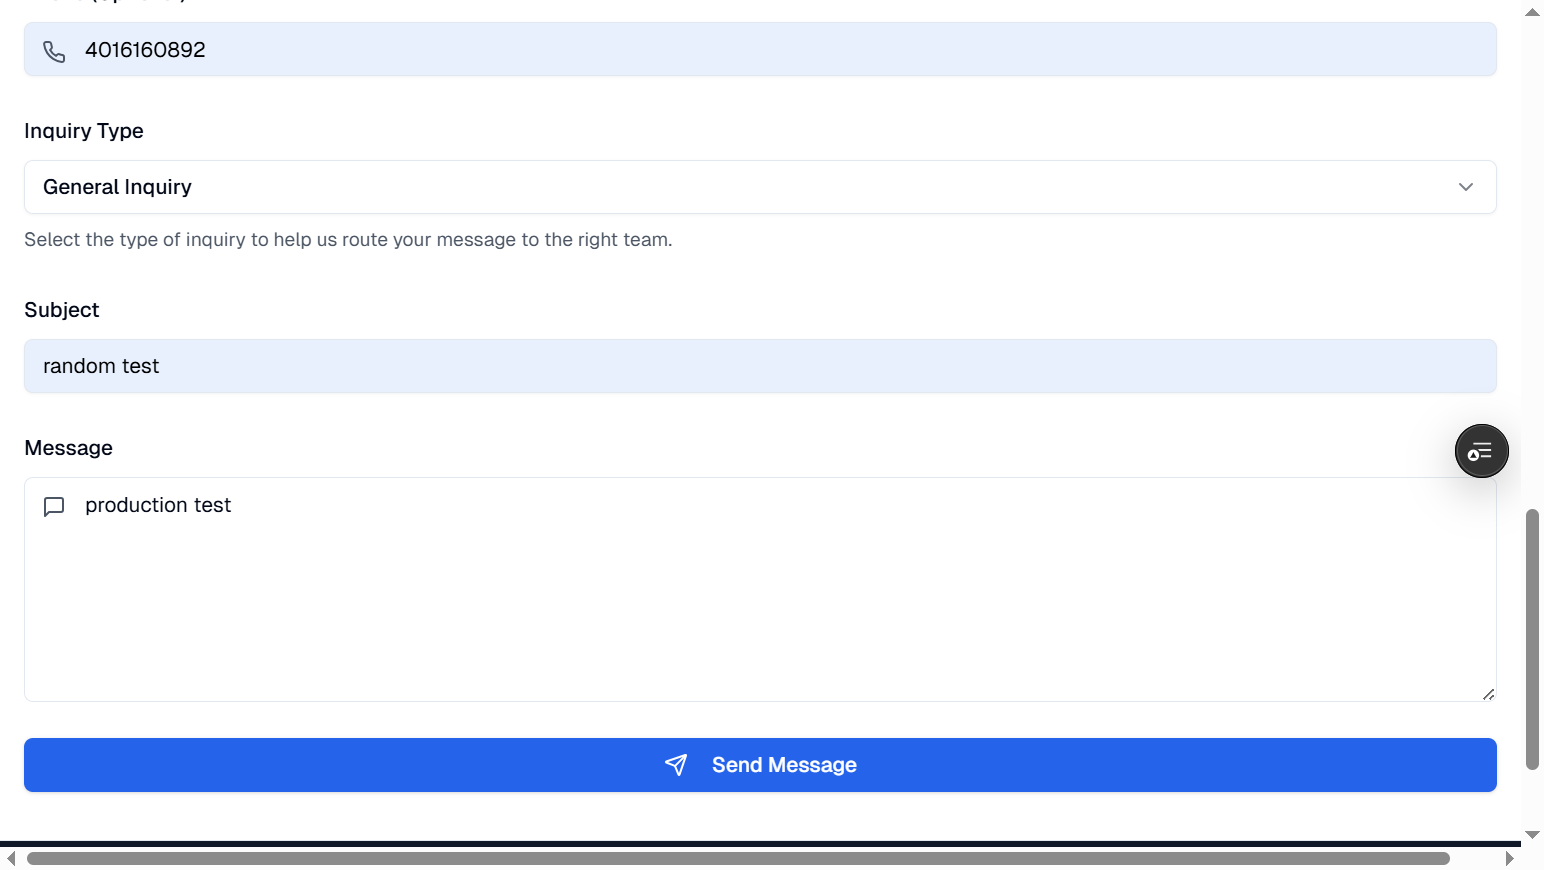 4016160892
Inquiry Type
General Inquiry
Select the type of inquiry to help us route your message to the right team.
Subject
random test
Message
production test
Send Message